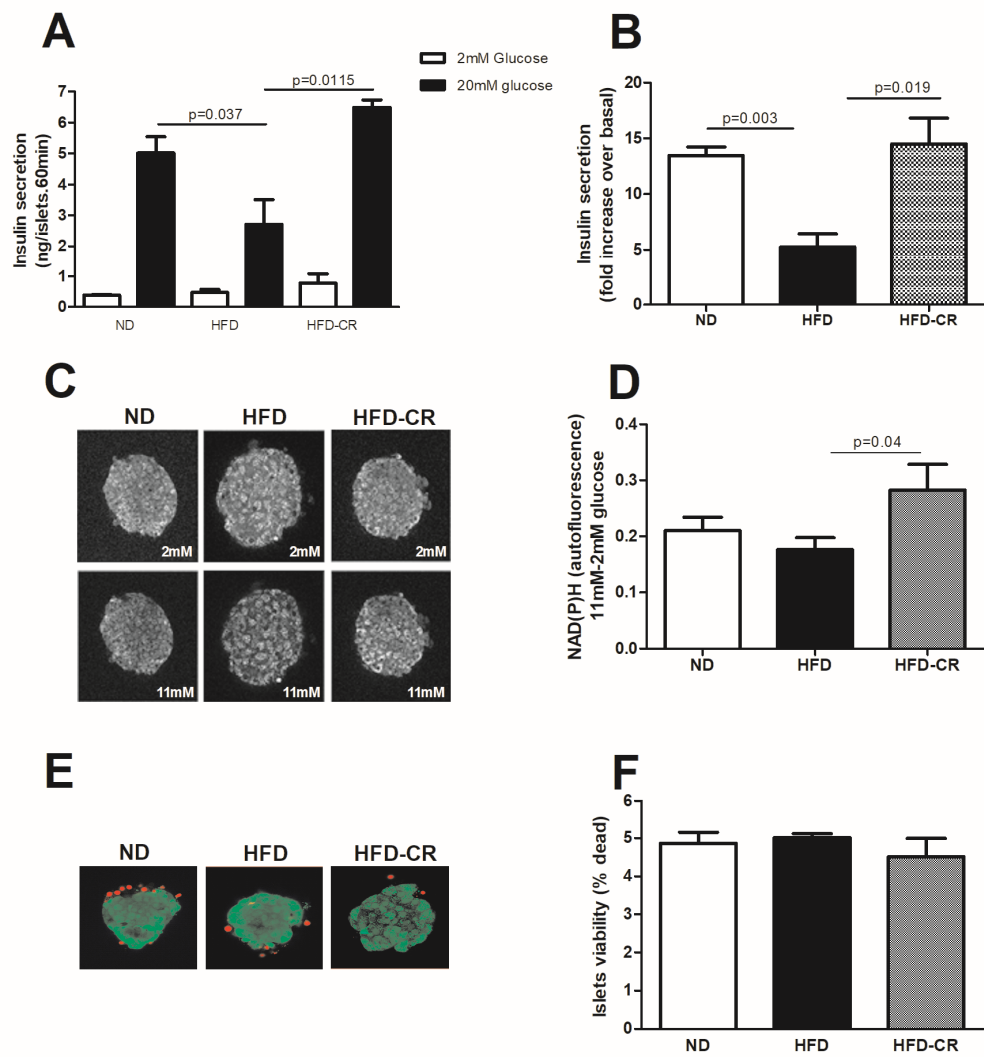 A
2mM Glucose
20mM glucose
Insulin secretion
(ng/islets.60min)
7
6
5
4
3
2
1
0
p=0.037
p=0.0115
ND
HFD
HFD-CR
B
Insulin secretion
(fold increase over basal)
20
15
10
5
0
p=0.003
p=0.019
ND
HFD
HFD-CR
C
ND
HFD
HFD-CR
2mM
2mM
2mM
11mM
11mM
11mM
D
NAD(P)H (autofluorescence)
11mM-2mM glucose
0.4
0.3
0.2
0.1
0.0
p=0.04
ND
HFD
HFD-CR
E
ND
HFD
HFD-CR
F
Islets viability (% dead)
6
5
4
3
2
1
0
ND
HFD
HFD-CR